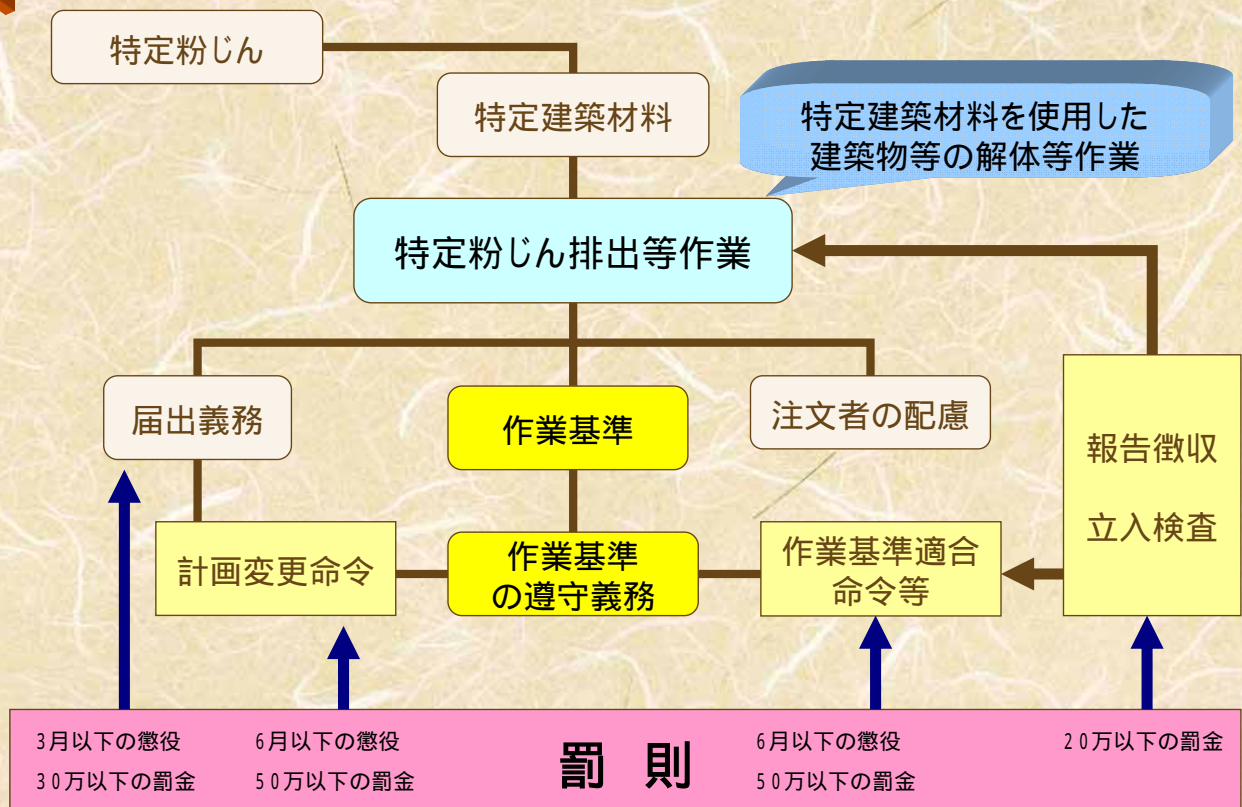 特定粉じん
特定建築材料
特定建築材料を使用した
建築物等の解体等作業
特定粉じん排出等作業
届出義務
作業基準
注文者の配慮
報告徴収
立入検査
計画変更命令
作業基準
の遵守義務
作業基準適合
命令等
3月以下の懲役
30万以下の罰金
6月以下の懲役
50万以下の罰金
罰 則
6月以下の懲役
50万以下の罰金
20万以下の罰金